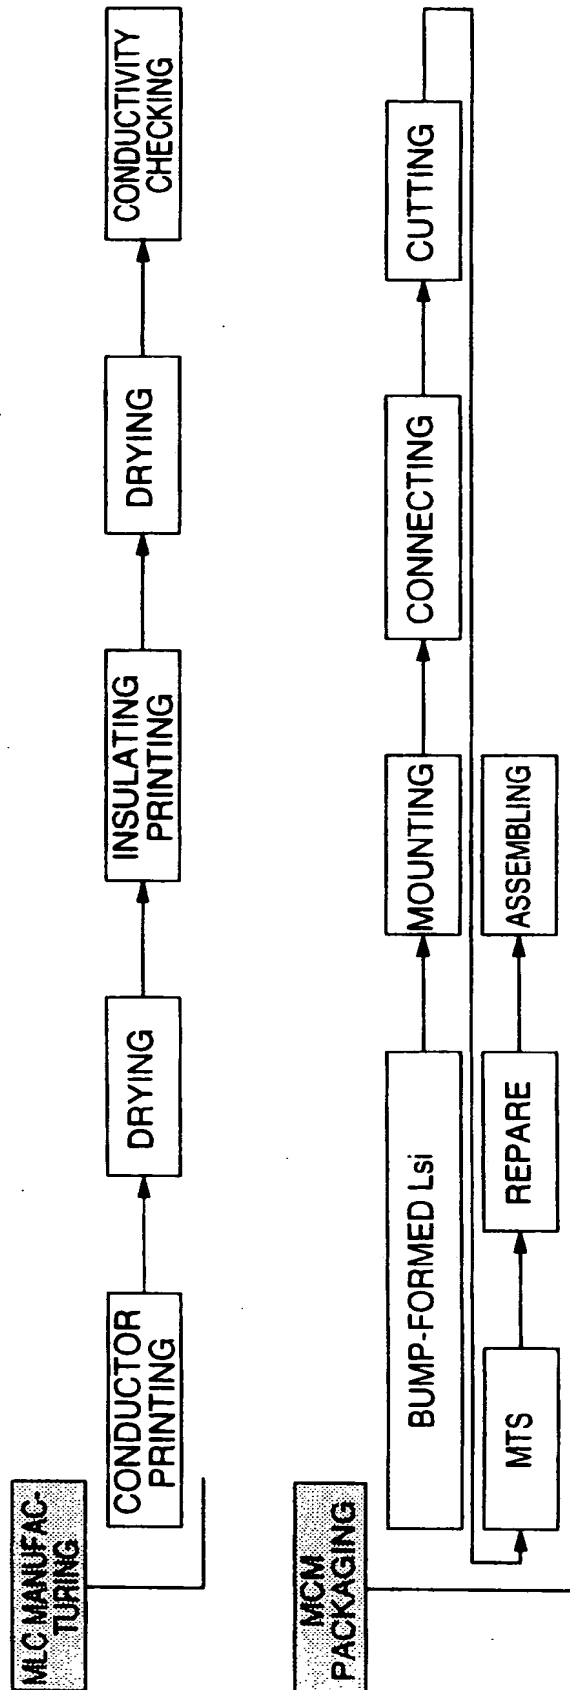 MLC MANUFAC-
TURING
CONDUCTOR
PRINTING
DRYING
INSULATING
PRINTING
DRYING
CONDUCTIVITY
CHECKING
MCM
PACKAGING
BUMP-FORMED Lsi
MOUNTING
CONNECTING
CUTTING
MTS
REPARE
ASSEMBLING